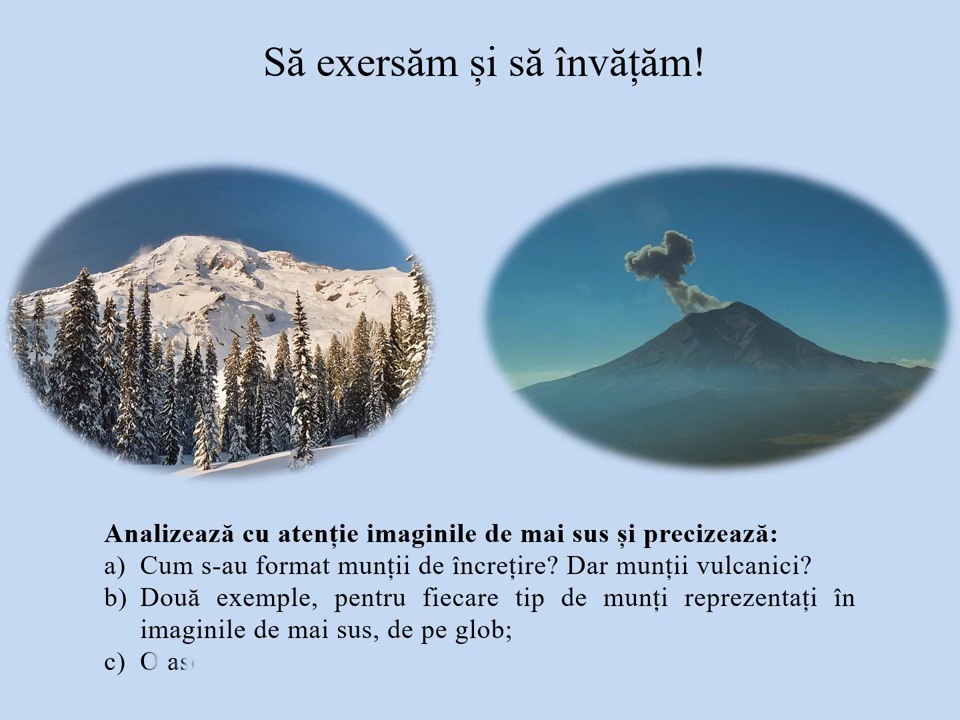 Să exersăm și să învățăm!
Analizează cu atenție imaginile de mai sus și precizează:
a) Cum s-au format munții de încrețire? Dar munții vulcanici?
b) Două exemple, pentru fiecare tip de munți reprezentați în
imaginile de mai sus, de pe glob;
c) O